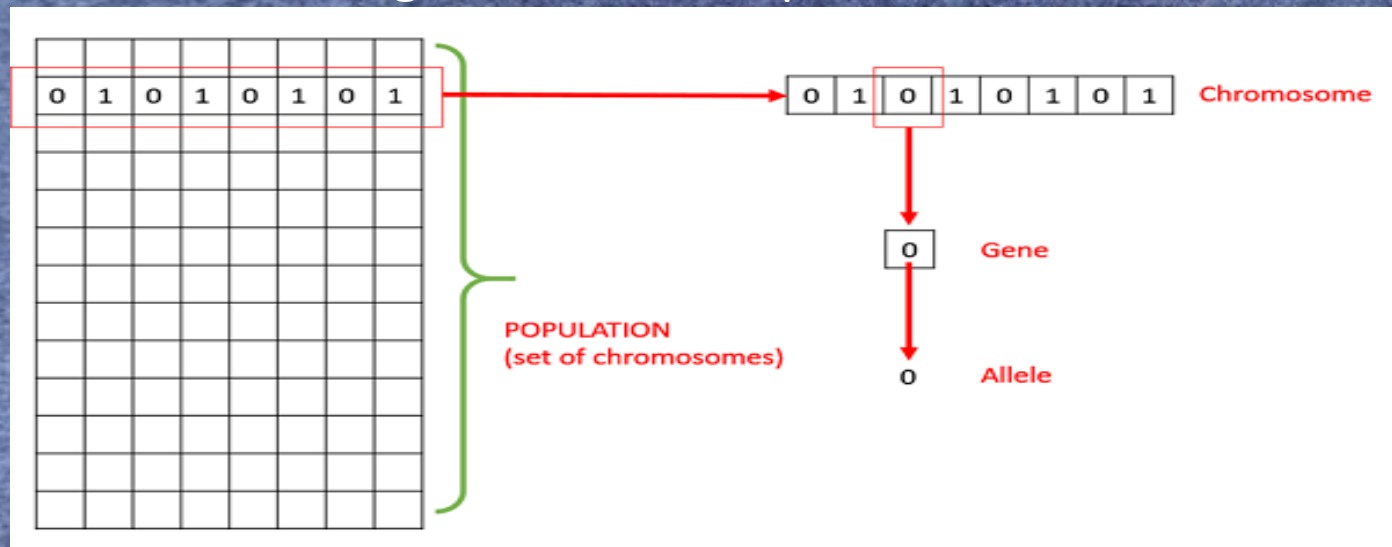 0 1 0 1 0 1 0 1
0 1 0 1 0 1 0 1 Chromosome
0 Gene
POPULATION
(set of chromosomes)
0 Allele